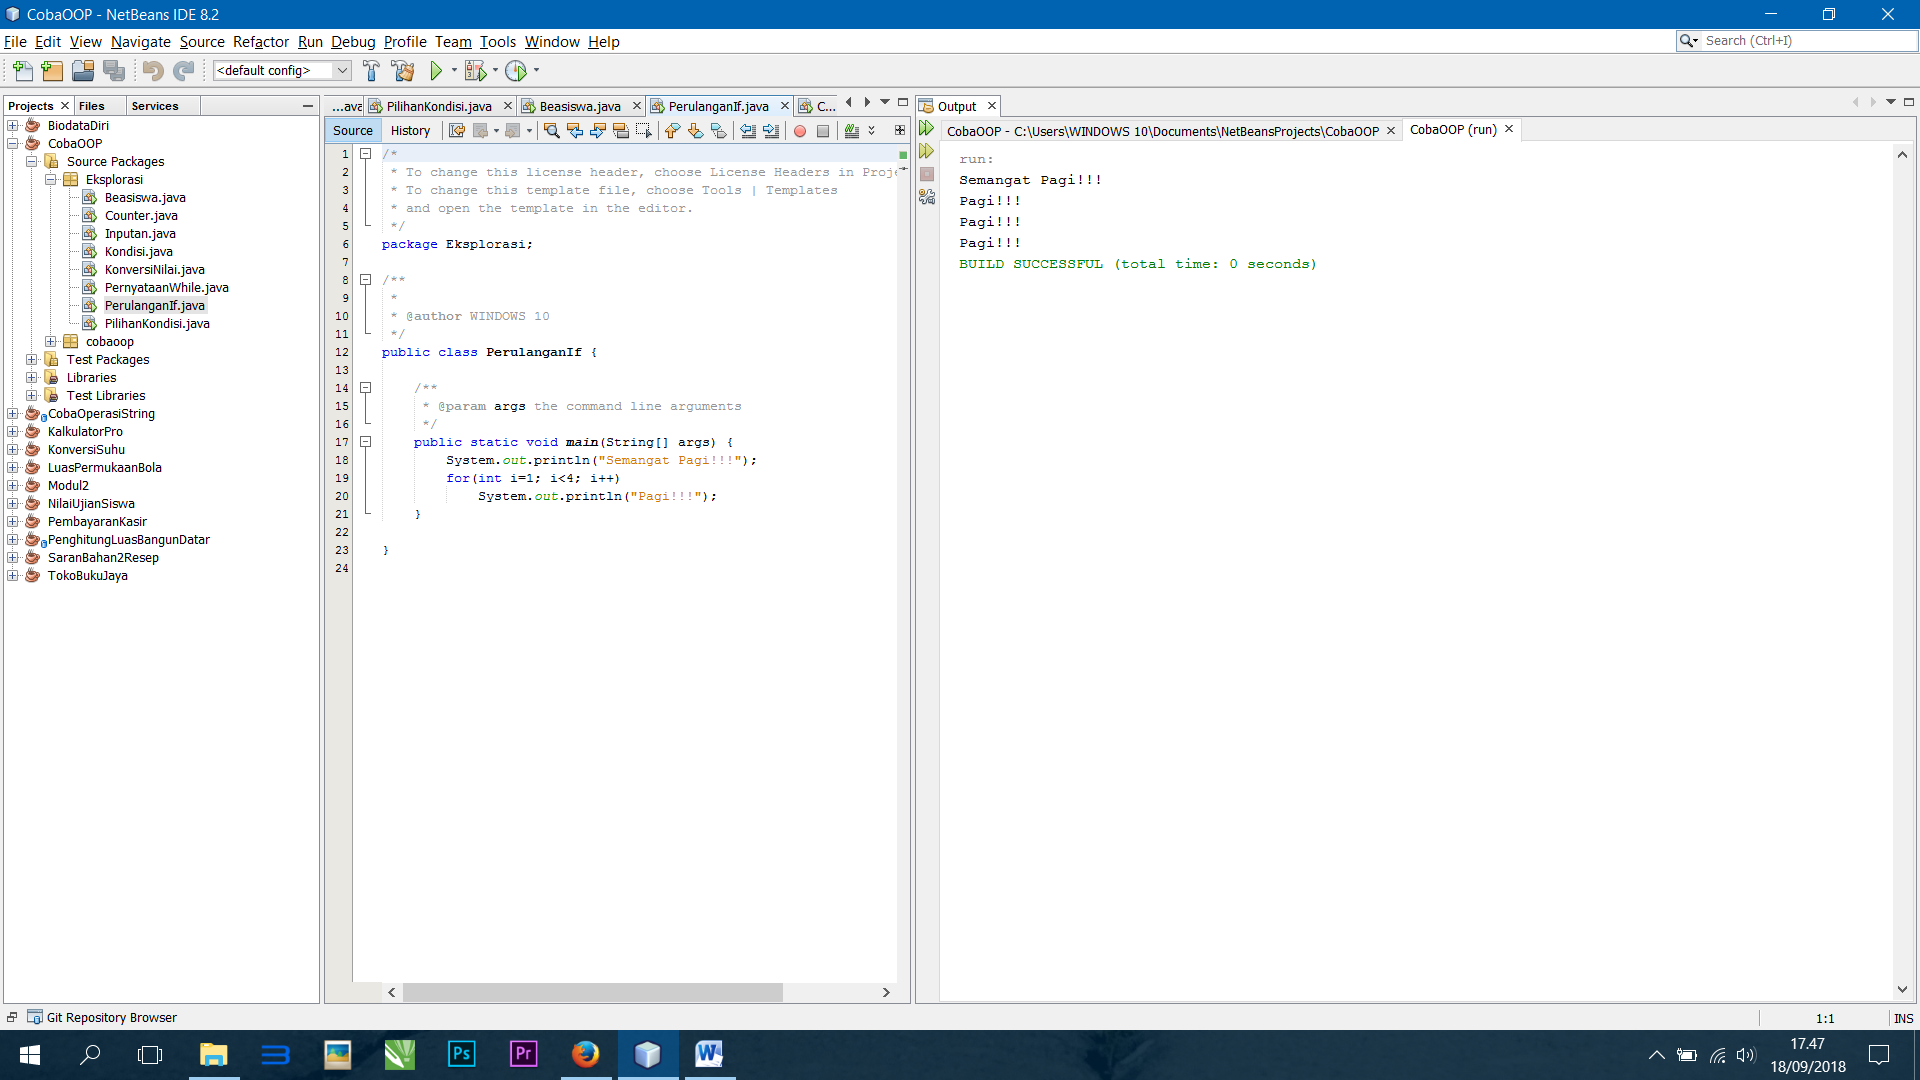 CobaOOP - NetBeans IDE 8.2
File Edit View Navigate Source Refactor Run Debug Profile Team Tools Window Help
Search (Ctrl+I)
<default config>
Projects Files Services
BiodataDiri
CobaOOP
Source Packages
Eksplorasi
Beasiswa.java
Counter.java
Inputan.java
Kondisi.java
KonversiNilai.java
PernyataanWhile.java
PerulanganIf.java
PilihanKondisi.java
cobaoop
Test Packages
Libraries
Test Libraries
CobaOperasiString
KalkulatorPro
KonversiSuhu
LuasPermukaanBola
Modul2
NilaiUjianSiswa
PembayaranKasir
PenghitungLuasBangunDatar
SaranBahan2Resep
TokoBukuJaya
...ava PilihanKondisi.java Beasiswa.java PerulanganIf.java C...
Source History
1 /*
2 * To change this license header, choose License Headers in Proje
3 * To change this template file, choose Tools | Templates
4 * and open the template in the editor.
5 */
6 package Eksplorasi;
7
8 /**
9 *
10 * @author WINDOWS 10
11 */
12 public class PerulanganIf {
13
14 /**
15 * @param args the command line arguments
16 */
17 public static void main(String[] args) {
18 System.out.println("Semangat Pagi!!!");
19 for(int i=1; i<4; i++)
20 System.out.println("Pagi!!!");
21 }
22
23 }
24
Output
CobaOOP - C:\Users\WINDOWS 10\Documents\NetBeansProjects\CobaOOP CobaOOP (run)
run:
Semangat Pagi!!!
Pagi!!!
Pagi!!!
Pagi!!!
BUILD SUCCESSFUL (total time: 0 seconds)
Git Repository Browser
1:1 INS
Ps
Pr
W
17.47
18/09/2018